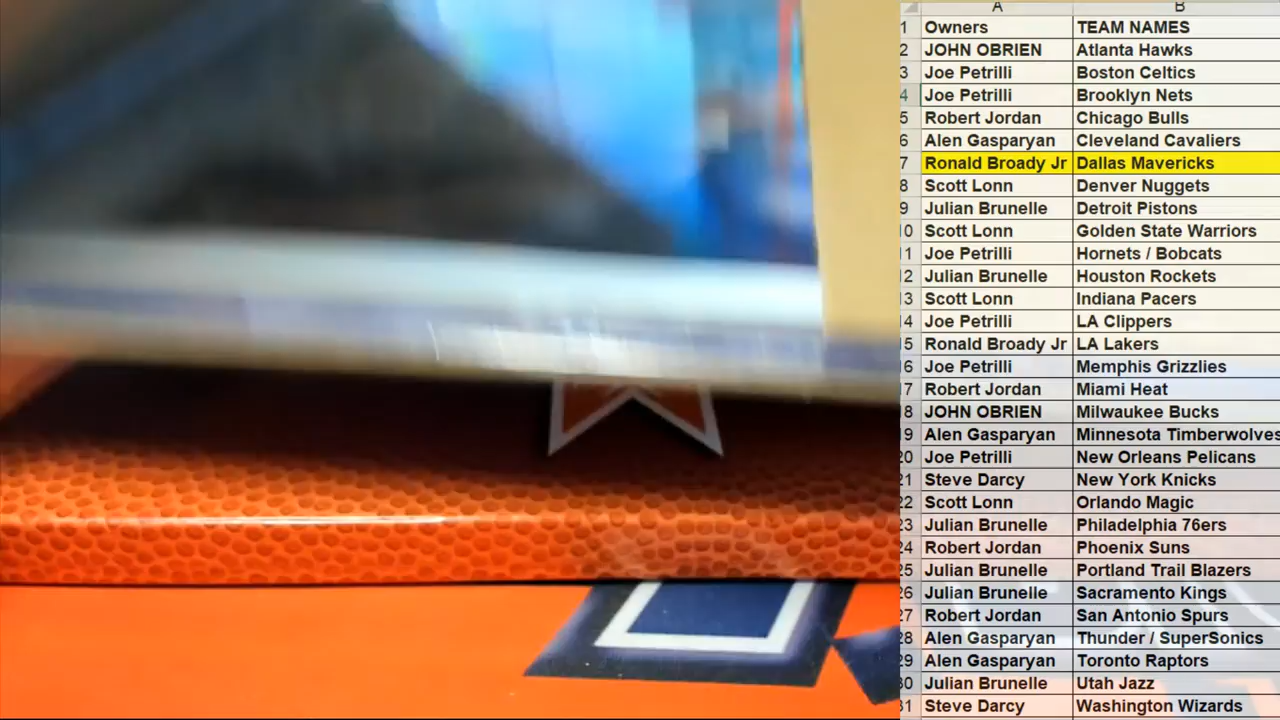 A B
1 Owners TEAM NAMES
2 JOHN OBRIEN Atlanta Hawks
3 Joe Petrilli Boston Celtics
4 Joe Petrilli Brooklyn Nets
5 Robert Jordan Chicago Bulls
6 Alen Gasparyan Cleveland Cavaliers
7 Ronald Broady Jr Dallas Mavericks
8 Scott Lonn Denver Nuggets
9 Julian Brunelle Detroit Pistons
10 Scott Lonn Golden State Warriors
11 Joe Petrilli Hornets / Bobcats
12 Julian Brunelle Houston Rockets
13 Scott Lonn Indiana Pacers
14 Joe Petrilli LA Clippers
15 Ronald Broady Jr LA Lakers
16 Joe Petrilli Memphis Grizzlies
17 Robert Jordan Miami Heat
18 JOHN OBRIEN Milwaukee Bucks
19 Alen Gasparyan Minnesota Timberwolves
20 Joe Petrilli New Orleans Pelicans
21 Steve Darcy New York Knicks
22 Scott Lonn Orlando Magic
23 Julian Brunelle Philadelphia 76ers
24 Robert Jordan Phoenix Suns
25 Julian Brunelle Portland Trail Blazers
26 Julian Brunelle Sacramento Kings
27 Robert Jordan San Antonio Spurs
28 Alen Gasparyan Thunder / SuperSonics
29 Alen Gasparyan Toronto Raptors
30 Julian Brunelle Utah Jazz
31 Steve Darcy Washington Wizards